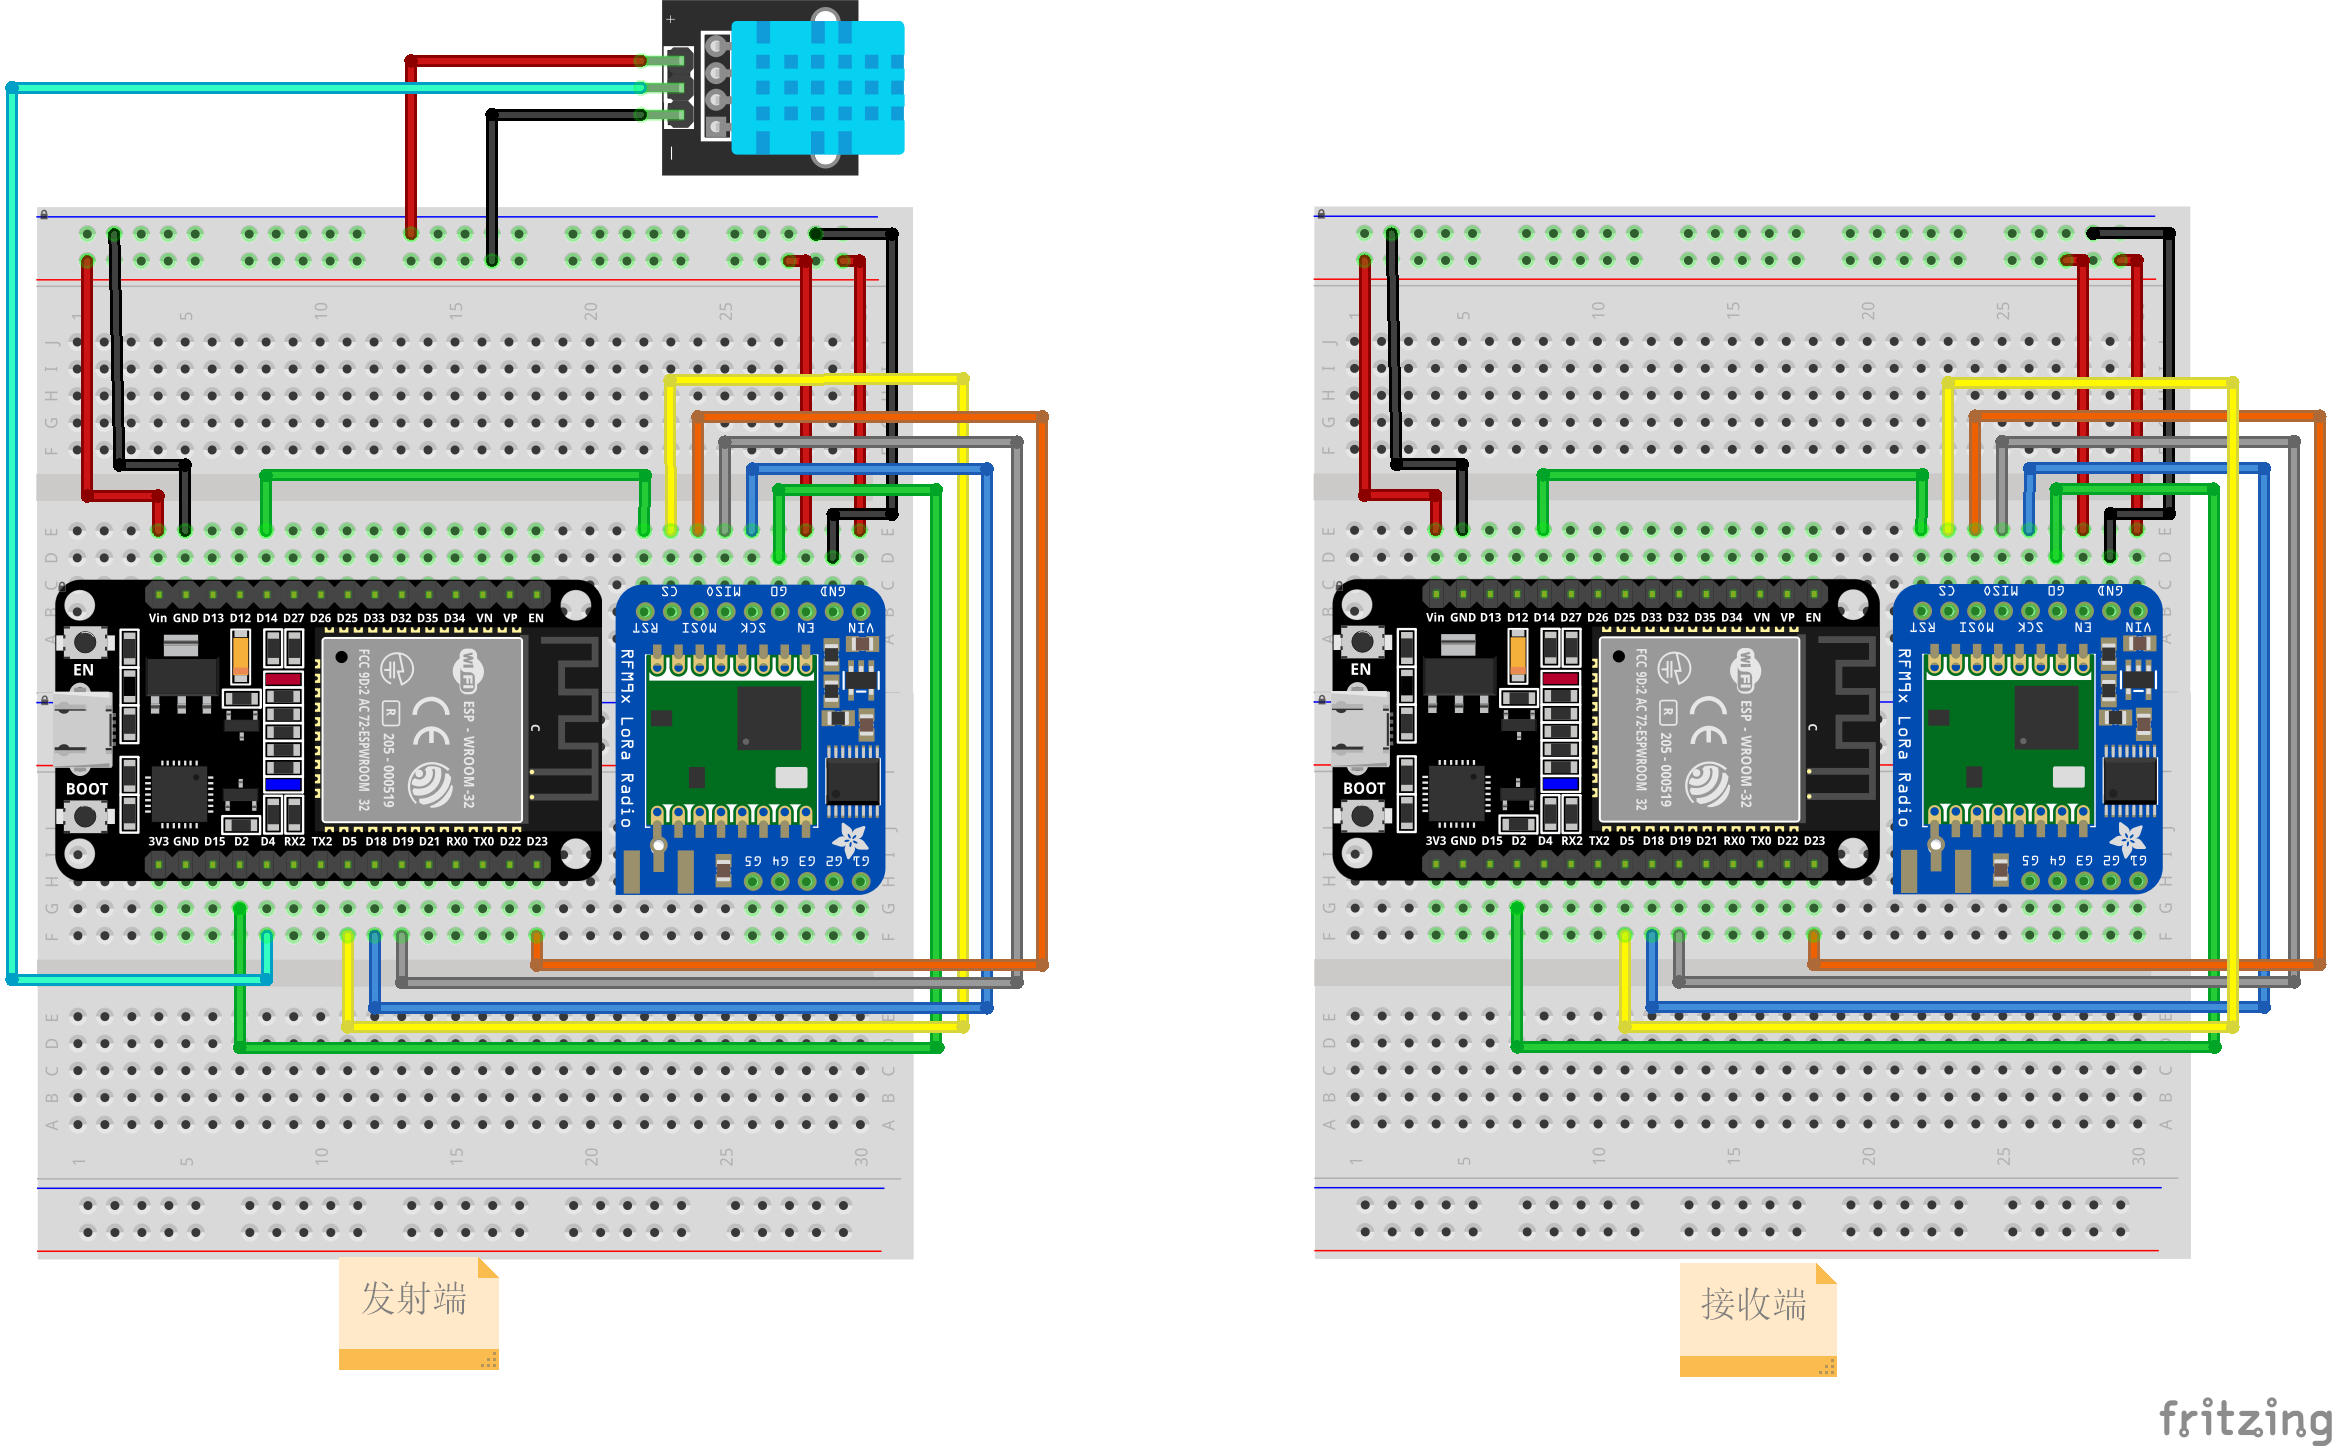 +
−
1 5 10 15 20 25
J J
I I
H H
G G
F F
E E
D D
C C
B B
A A
Vin GND D13 D12 D14 D27 D26 D25 D33 D32 D35 D34 VN VP EN
EN
BOOT
3V3 GND D15 D2 D4 RX2 TX2 D5 D18 D19 D21 RX0 TX0 D22 D23
FCC 9D:2 AC 72-ESPWROOM 32
R 205 - 000519
CE
WiFi
ESP - WROOM -32
C
CS MISO G0 GND
RST MOSI SCK EN VIN
RFM9x LoRa Radio
G5 G4 G3 G2 G1
J
I
H H
G G
F F
E E
D D
C C
B B
A A
1 5 10 15 20 25 30
发射端
1 5 10 15 20 25
J J
I I
H H
G G
F F
E E
D D
C C
B B
A A
Vin GND D13 D12 D14 D27 D26 D25 D33 D32 D35 D34 VN VP EN
EN
BOOT
3V3 GND D15 D2 D4 RX2 TX2 D5 D18 D19 D21 RX0 TX0 D22 D23
FCC 9D:2 AC 72-ESPWROOM 32
R 205 - 000519
CE
WiFi
ESP - WROOM -32
C
CS MISO G0 GND
RST MOSI SCK EN VIN
RFM9x LoRa Radio
G5 G4 G3 G2 G1
J
I
H H
G G
F F
E E
D D
C C
B B
A A
1 5 10 15 20 25 30
接收端
fritzing